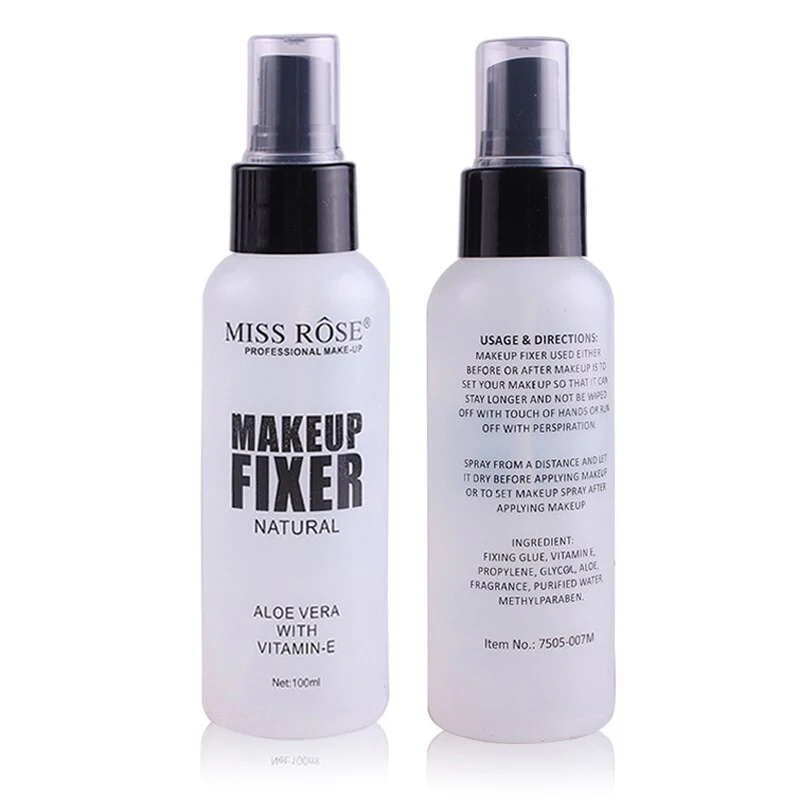 MISS RÔSE®
PROFESSIONAL MAKE-UP
MAKEUP
FIXER
NATURAL
ALOE VERA
WITH
VITAMIN-E
Net:100ml
USAGE & DIRECTIONS:
MAKEUP FIXER USED EITHER
BEFORE OR AFTER MAKEUP IS TO
SET YOUR MAKEUP SO THAT IT CAN
STAY LONGER AND NOT BE WIPED
OFF WITH TOUCH OF HANDS OR RUN
OFF WITH PERSPIRATION.
SPRAY FROM A DISTANCE AND LET
IT DRY BEFORE APPLYING MAKEUP
OR TO SET MAKEUP SPRAY AFTER
APPLYING MAKEUP
INGREDIENT:
FIXING GLUE, VITAMIN E,
PROPYLENE, GLYCOL, ALOE,
FRAGRANCE, PURIFIED WATER,
METHYLPARABEN.
Item No.: 7505-007M